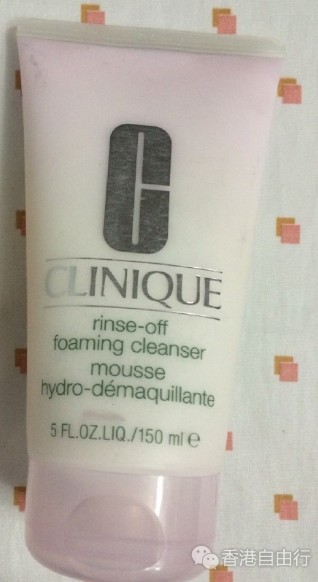 C
CLINIQUE
rinse-off
foaming cleanser
mousse
hydro-démaquillante
5 FL.OZ.LIQ./150 ml e
香港自由行